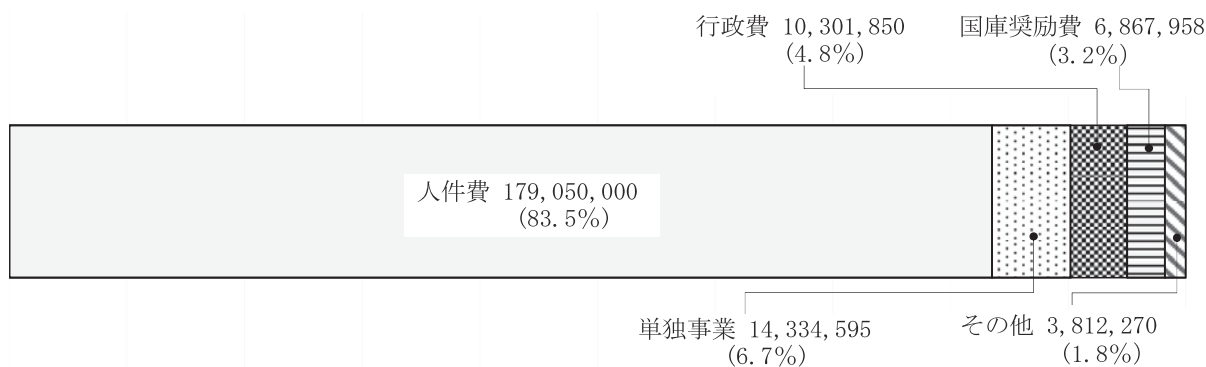 行政費 10,301,850
(4.8%)
国庫奨励費 6,867,958
(3.2%)
人件費 179,050,000
(83.5%)
単独事業 14,334,595
(6.7%)
その他 3,812,270
(1.8%)